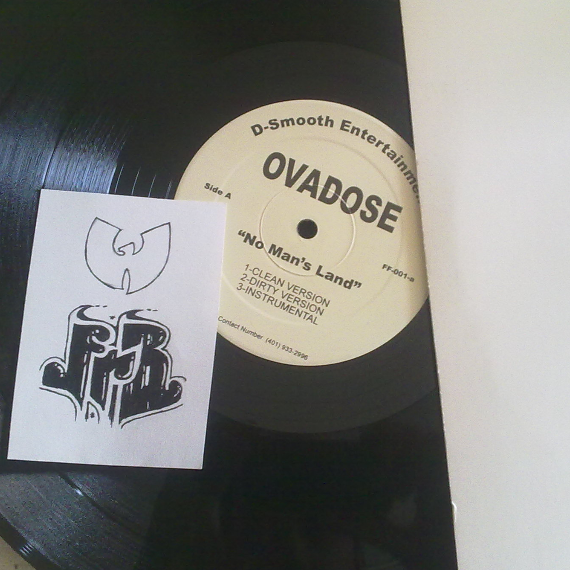 D-Smooth Entertainment
OVADOSE
Side A
"No Man's Land"
FF-001-a
1-CLEAN VERSION
2-DIRTY VERSION
3-INSTRUMENTAL
Contact Number (401) 933-2996